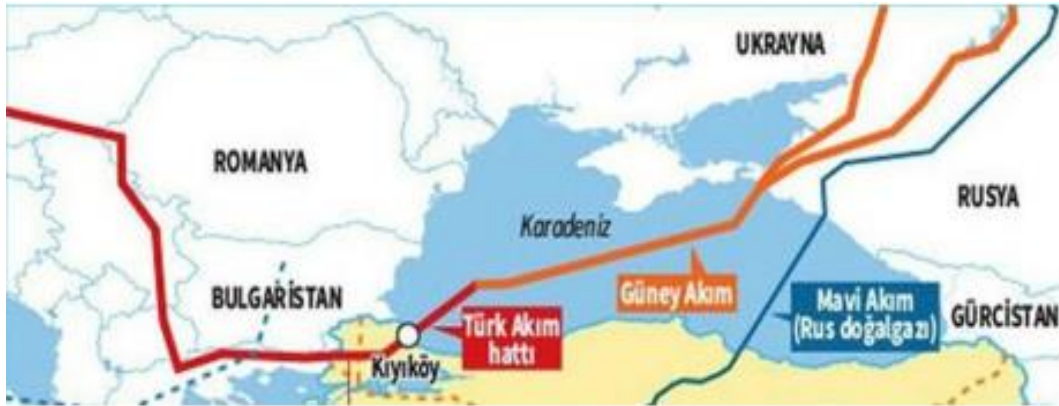 UKRAYNA
ROMANYA
RUSYA
Karadeniz
BULGARİSTAN
Güney Akım
Mavi Akım
(Rus doğalgazı)
GÜRCİSTAN
Türk Akım
hattı
Kıyıköy